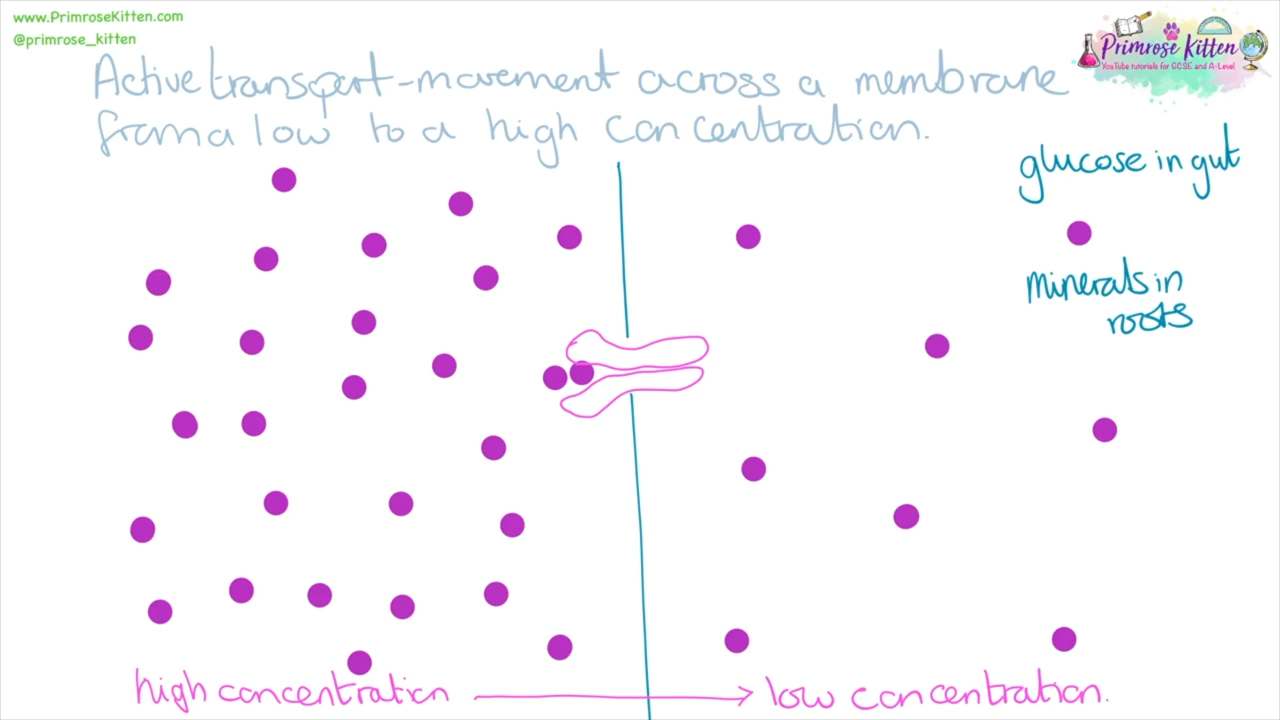 www.PrimroseKitten.com
@primrose_kitten
Primrose Kitten
YouTube tutorials for GCSE and A-Level
Active transport - movement across a membrane
from a low to a high concentration.
glucose in gut
minerals in
roots
high concentration
low concentration.